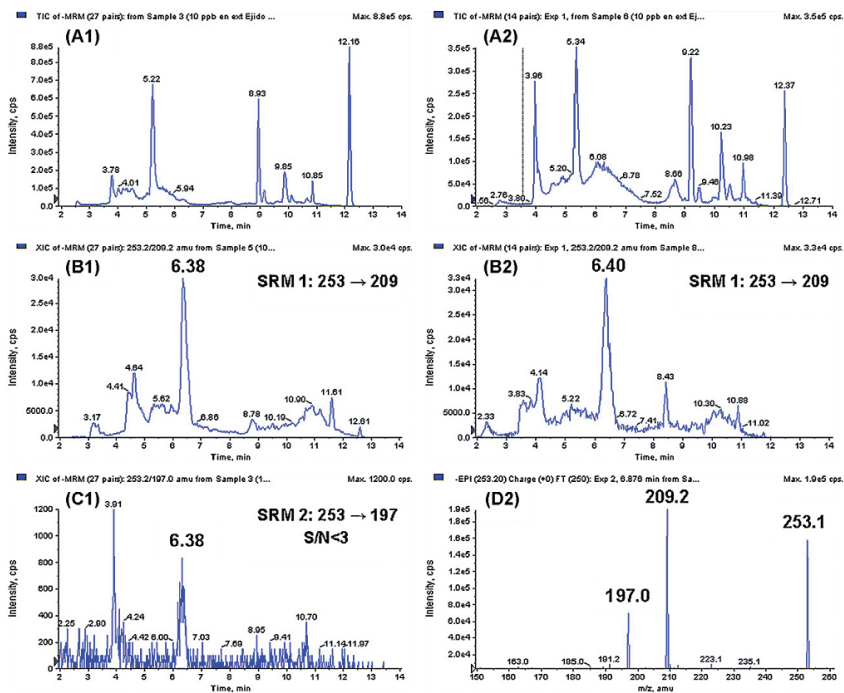 TIC of -MRM (27 pairs): from Sample 3 (10 ppb en ext Ejido ... Max. 8.8e5 cps.
(A1)
12.16
8.8e5
8.0e5
7.0e5
6.0e5
5.0e5
4.0e5
3.0e5
2.0e5
1.0e5
0.0
Intensity, cps
5.22
8.93
3.78
4.01
5.94
9.85
10.85
2 3 4 5 6 7 8 9 10 11 12 13 14
Time, min
TIC of -MRM (14 pairs): Exp 1, from Sample 6 (10 ppb en ext Ej... Max. 3.5e5 cps.
(A2)
3.5e5
3.0e5
2.5e5
2.0e5
1.5e5
1.0e5
5.0e4
0.0
Intensity, cps
3.96
5.34
9.22
12.37
10.23
5.20
6.08
6.78
7.52
8.66
9.46
10.98
11.39
12.71
2.76
3.80
2 3 4 5 6 7 8 9 10 11 12 13 14
Time, min
XIC of -MRM (27 pairs): 253.2/209.2 amu from Sample 5 (10... Max. 3.0e4 cps.
(B1)
6.38
SRM 1: 253 → 209
3.0e4
2.5e4
2.0e4
1.5e4
1.0e4
5000.0
0.0
Intensity, cps
3.17
4.41
4.64
5.62
6.86
8.78
10.19
10.90
11.61
12.61
2 3 4 5 6 7 8 9 10 11 12 13 14
Time, min
XIC of -MRM (14 pairs): Exp 1, 253.2/209.2 amu from Sample 8... Max. 3.3e4 cps.
(B2)
6.40
SRM 1: 253 → 209
3.3e4
3.0e4
2.5e4
2.0e4
1.5e4
1.0e4
5000.0
0.0
Intensity, cps
2.33
3.83
4.14
5.22
6.72
7.41
8.43
10.30
10.88
11.02
2 3 4 5 6 7 8 9 10 11 12 13 14
Time, min
XIC of -MRM (27 pairs): 253.2/197.0 amu from Sample 3 (1... Max. 1200.0 cps.
(C1)
SRM 2: 253 → 197
S/N<3
6.38
1200
1000
800
600
400
200
0
Intensity, cps
3.91
2.25
2.90
4.24
4.42
6.00
7.03
7.69
8.95
9.41
10.70
11.14
11.97
2 3 4 5 6 7 8 9 10 11 12 13 14
Time, min
-EPI (253.20) Charge (+0) FT (250): Exp 2, 6.876 min from Sa... Max. 1.9e5 cps.
(D2)
209.2
253.1
197.0
1.9e5
1.8e5
1.6e5
1.4e5
1.2e5
1.0e5
8.0e4
6.0e4
4.0e4
2.0e4
0.0
Intensity, cps
163.0
185.0
191.2
223.1
235.1
150 160 170 180 190 200 210 220 230 240 250 260
m/z, amu